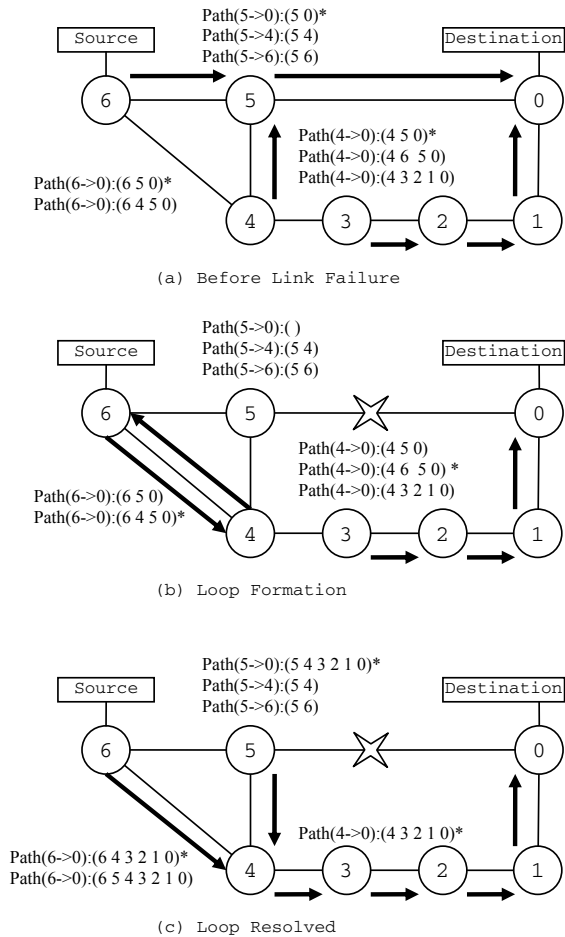 Source
Path(5->0):(5 0)*
Path(5->4):(5 4)
Path(5->6):(5 6)
Destination
6
5
0
Path(4->0):(4 5 0)*
Path(4->0):(4 6 5 0)
Path(4->0):(4 3 2 1 0)
Path(6->0):(6 5 0)*
Path(6->0):(6 4 5 0)
4
3
2
1
(a) Before Link Failure
Source
Path(5->0):( )
Path(5->4):(5 4)
Path(5->6):(5 6)
Destination
6
5
0
Path(4->0):(4 5 0)
Path(4->0):(4 6 5 0) *
Path(4->0):(4 3 2 1 0)
Path(6->0):(6 5 0)
Path(6->0):(6 4 5 0)*
4
3
2
1
(b) Loop Formation
Source
Path(5->0):(5 4 3 2 1 0)*
Path(5->4):(5 4)
Path(5->6):(5 6)
Destination
6
5
0
Path(4->0):(4 3 2 1 0)*
Path(6->0):(6 4 3 2 1 0)*
Path(6->0):(6 5 4 3 2 1 0)
4
3
2
1
(c) Loop Resolved